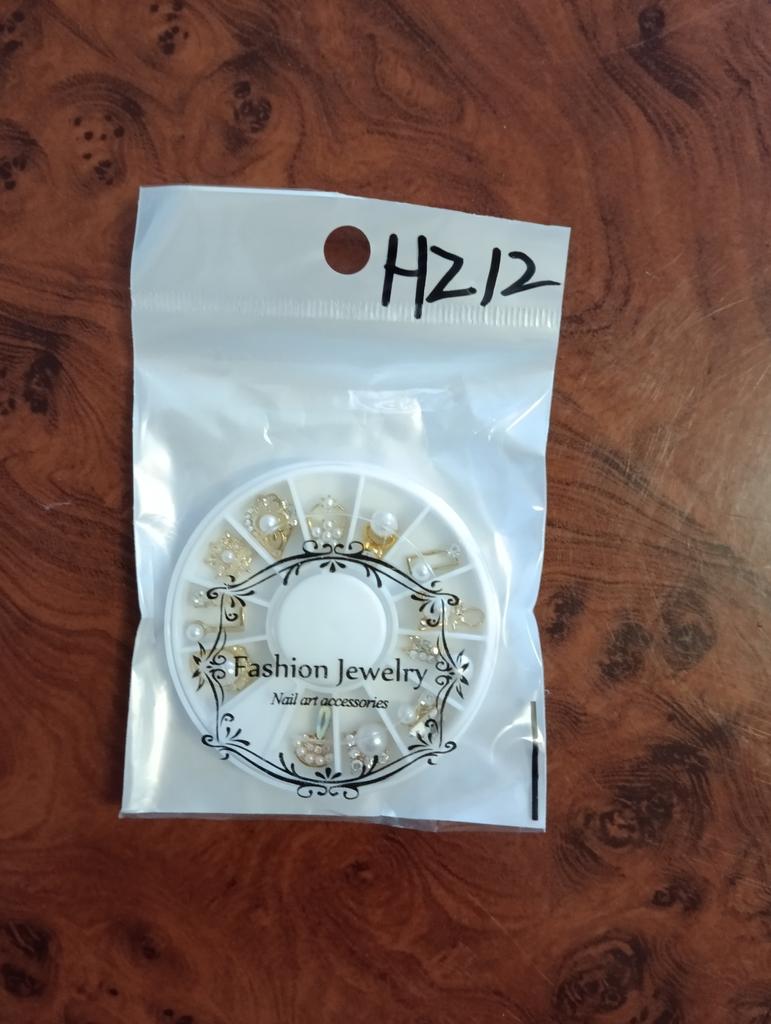 HZ12
Fashion Jewelry
Nail art accessories